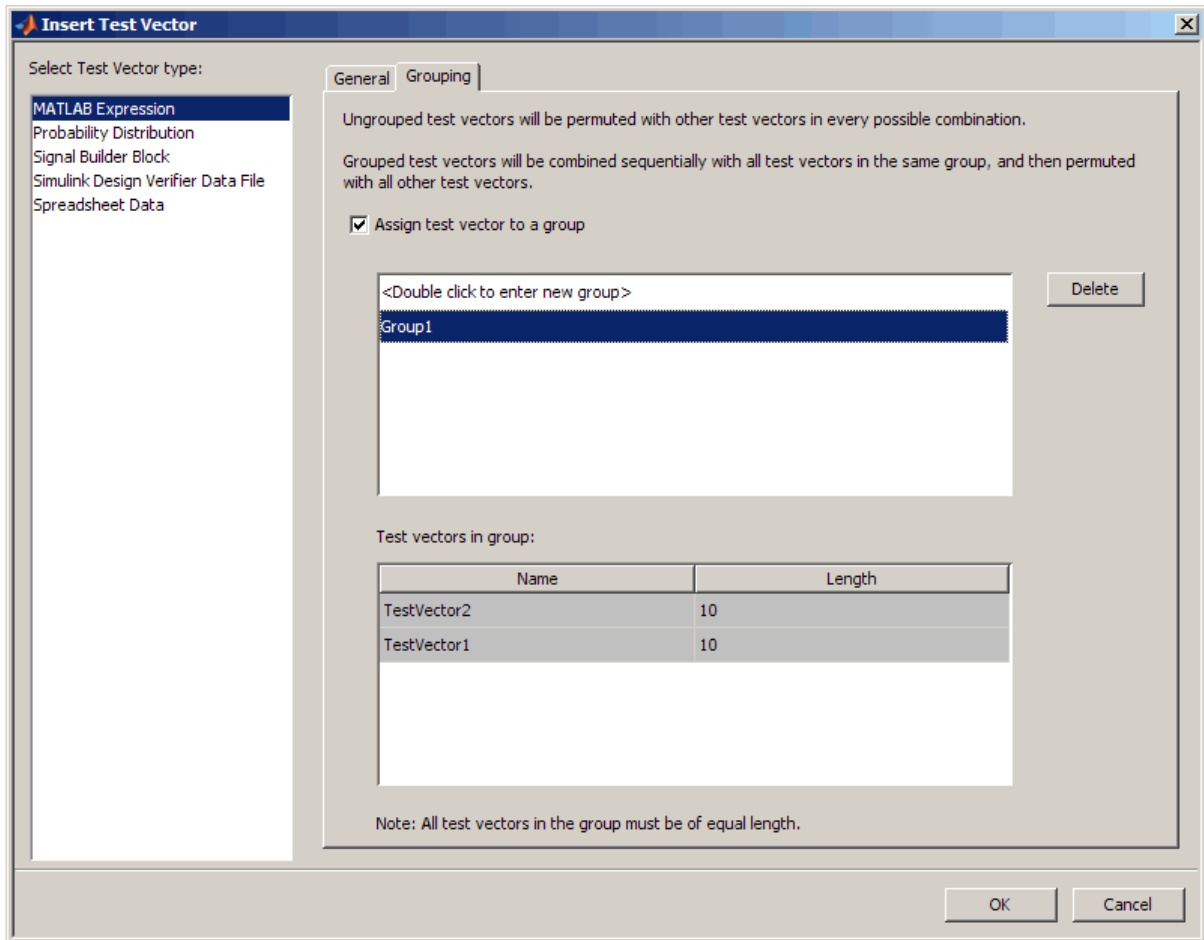 Insert Test Vector
Select Test Vector type:
MATLAB Expression
Probability Distribution
Signal Builder Block
Simulink Design Verifier Data File
Spreadsheet Data
General Grouping
Ungrouped test vectors will be permuted with other test vectors in every possible combination.
Grouped test vectors will be combined sequentially with all test vectors in the same group, and then permuted
with all other test vectors.
Assign test vector to a group
<Double click to enter new group>
Delete
Group1
Test vectors in group:
Name Length
TestVector2 10
TestVector1 10
Note: All test vectors in the group must be of equal length.
OK Cancel